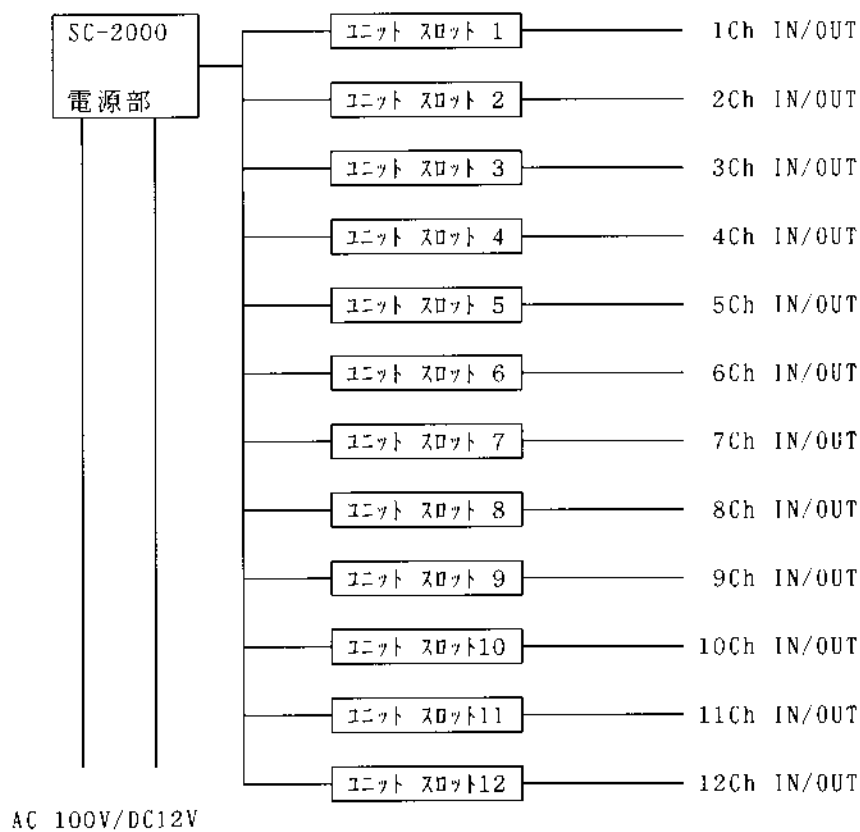 SC-2000
電源部
ﾕﾆｯﾄ ｽﾛｯﾄ 1 1Ch IN/OUT
ﾕﾆｯﾄ ｽﾛｯﾄ 2 2Ch IN/OUT
ﾕﾆｯﾄ ｽﾛｯﾄ 3 3Ch IN/OUT
ﾕﾆｯﾄ ｽﾛｯﾄ 4 4Ch IN/OUT
ﾕﾆｯﾄ ｽﾛｯﾄ 5 5Ch IN/OUT
ﾕﾆｯﾄ ｽﾛｯﾄ 6 6Ch IN/OUT
ﾕﾆｯﾄ ｽﾛｯﾄ 7 7Ch IN/OUT
ﾕﾆｯﾄ ｽﾛｯﾄ 8 8Ch IN/OUT
ﾕﾆｯﾄ ｽﾛｯﾄ 9 9Ch IN/OUT
ﾕﾆｯﾄ ｽﾛｯﾄ10 10Ch IN/OUT
ﾕﾆｯﾄ ｽﾛｯﾄ11 11Ch IN/OUT
ﾕﾆｯﾄ ｽﾛｯﾄ12 12Ch IN/OUT
AC 100V/DC12V